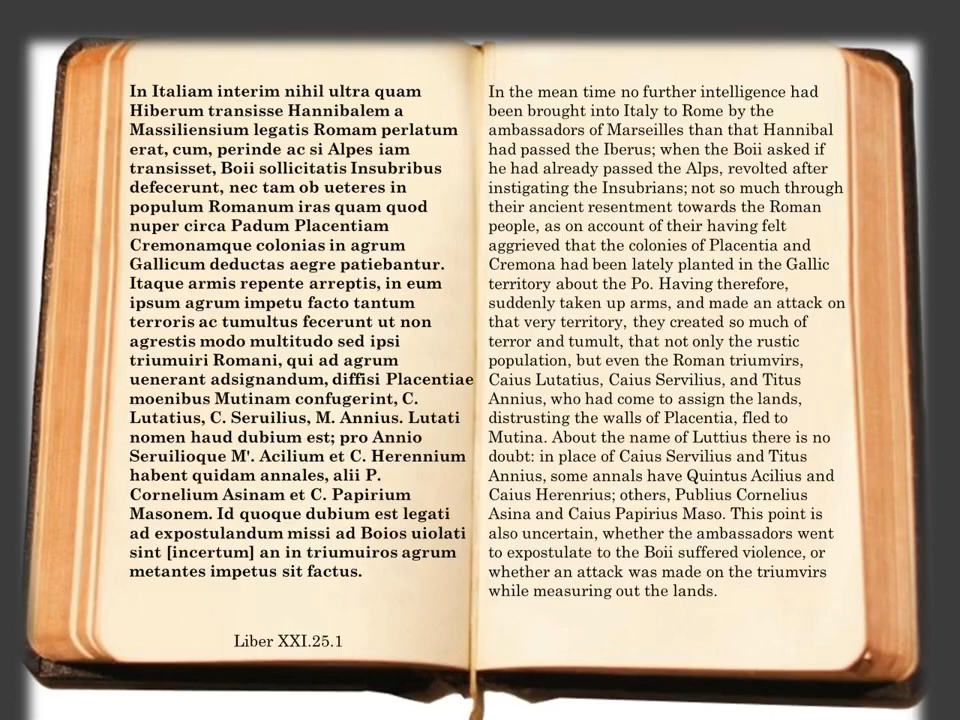 In Italiam interim nihil ultra quam
Hiberum transisse Hannibalem a
Massiliensium legatis Romam perlatum
erat, cum, perinde ac si Alpes iam
transisset, Boii sollicitatis Insubribus
defecerunt, nec tam ob ueteres in
populum Romanum iras quam quod
nuper circa Padum Placentiam
Cremonamque colonias in agrum
Gallicum deductas aegre patiebantur.
Itaque armis repente arreptis, in eum
ipsum agrum impetu facto tantum
terroris ac tumultus fecerunt ut non
agrestis modo multitudo sed ipsi
triumuiri Romani, qui ad agrum
uenerant adsignandum, diffisi Placentiae
moenibus Mutinam confugerint, C.
Lutatius, C. Seruilius, M. Annius. Lutati
nomen haud dubium est; pro Annio
Seruilioque M'. Acilium et C. Herennium
habent quidam annales, alii P.
Cornelium Asinam et C. Papirium
Masonem. Id quoque dubium est legati
ad expostulandum missi ad Boios uiolati
sint [incertum] an in triumuiros agrum
metantes impetus sit factus.
Liber XXI.25.1
In the mean time no further intelligence had
been brought into Italy to Rome by the
ambassadors of Marseilles than that Hannibal
had passed the Iberus; when the Boii asked if
he had already passed the Alps, revolted after
instigating the Insubrians; not so much through
their ancient resentment towards the Roman
people, as on account of their having felt
aggrieved that the colonies of Placentia and
Cremona had been lately planted in the Gallic
territory about the Po. Having therefore,
suddenly taken up arms, and made an attack on
that very territory, they created so much of
terror and tumult, that not only the rustic
population, but even the Roman triumvirs,
Caius Lutatius, Caius Servilius, and Titus
Annius, who had come to assign the lands,
distrusting the walls of Placentia, fled to
Mutina. About the name of Luttius there is no
doubt: in place of Caius Servilius and Titus
Annius, some annals have Quintus Acilius and
Caius Herenrius; others, Publius Cornelius
Asina and Caius Papirius Maso. This point is
also uncertain, whether the ambassadors went
to expostulate to the Boii suffered violence, or
whether an attack was made on the triumvirs
while measuring out the lands.